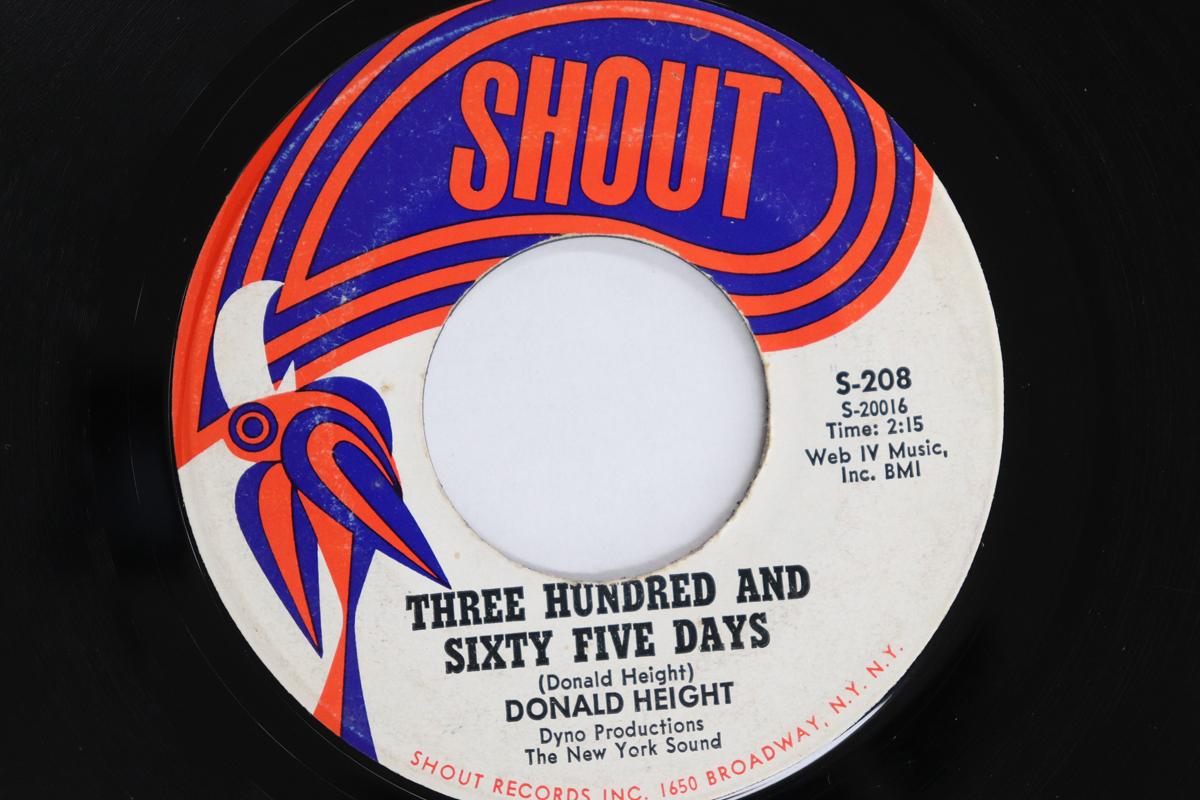 SHOUT
S-208
S-20016
Time: 2:15
Web IV Music,
Inc. BMI
THREE HUNDRED AND
SIXTY FIVE DAYS
(Donald Height)
DONALD HEIGHT
Dyno Productions
The New York Sound
SHOUT RECORDS INC. 1650 BROADWAY, N.Y. N.Y.